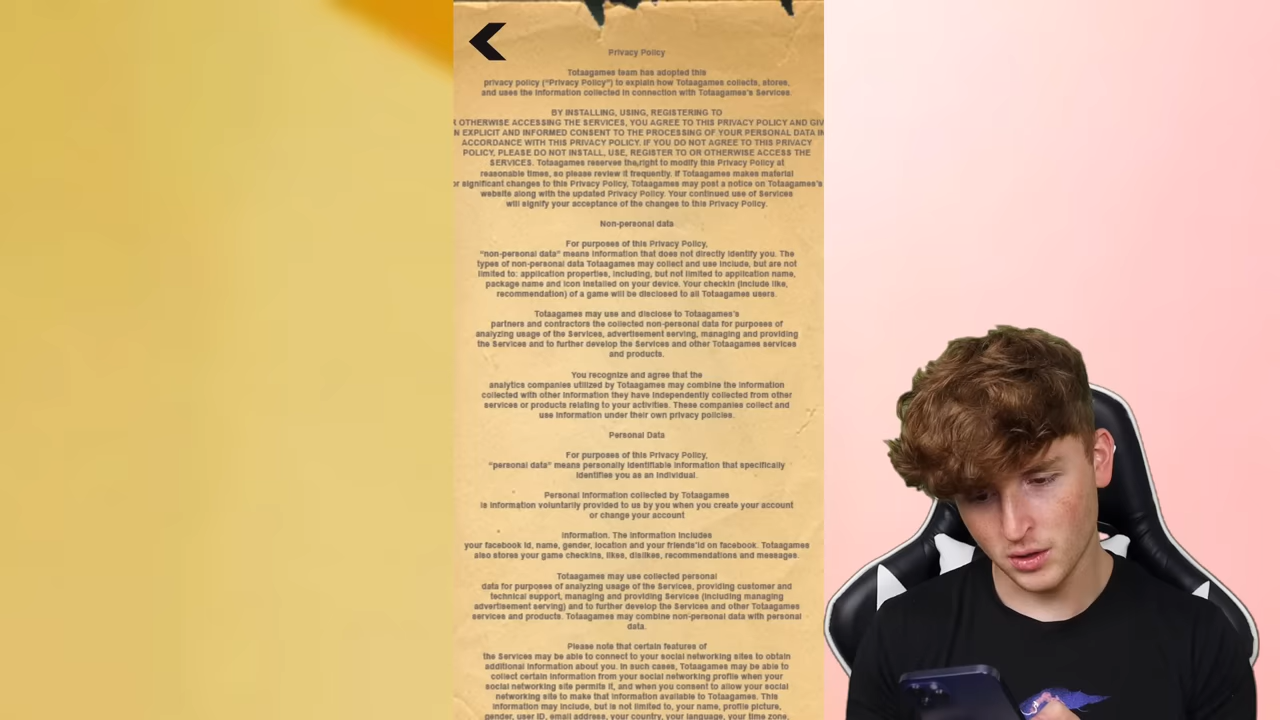 Privacy Policy
Totaagames team has adopted this
privacy policy ("Privacy Policy") to explain how Totaagames collects, stores,
and uses the information collected in connection with Totaagames's Services.
BY INSTALLING, USING, REGISTERING TO
R OTHERWISE ACCESSING THE SERVICES, YOU AGREE TO THIS PRIVACY POLICY AND GIV
N EXPLICIT AND INFORMED CONSENT TO THE PROCESSING OF YOUR PERSONAL DATA IN
ACCORDANCE WITH THIS PRIVACY POLICY. IF YOU DO NOT AGREE TO THIS PRIVACY
POLICY, PLEASE DO NOT INSTALL, USE, REGISTER TO OR OTHERWISE ACCESS THE
SERVICES. Totaagames reserves the right to modify this Privacy Policy at
reasonable times, so please review it frequently. If Totaagames makes material
or significant changes to this Privacy Policy, Totaagames may post a notice on Totaagames's
website along with the updated Privacy Policy. Your continued use of Services
will signify your acceptance of the changes to this Privacy Policy.
Non-personal data
For purposes of this Privacy Policy,
"non-personal data" means information that does not directly identify you. The
types of non-personal data Totaagames may collect and use include, but are not
limited to: application properties, including, but not limited to application name,
package name and icon installed on your device. Your checkin (include like,
recommendation) of a game will be disclosed to all Totaagames users.
Totaagames may use and disclose to Totaagames's
partners and contractors the collected non-personal data for purposes of
analyzing usage of the Services, advertisement serving, managing and providing
the Services and to further develop the Services and other Totaagames services
and products.
You recognize and agree that the
analytics companies utilized by Totaagames may combine the information
collected with other information they have independently collected from other
services or products relating to your activities. These companies collect and
use information under their own privacy policies.
Personal Data
For purposes of this Privacy Policy,
"personal data" means personally identifiable information that specifically
identifies you as an individual.
Personal information collected by Totaagames
is information voluntarily provided to us by you when you create your account
or change your account
information. The information includes
your facebook id, name, gender, location and your friends'id on facebook. Totaagames
also stores your game checkins, likes, dislikes, recommendations and messages.
Totaagames may use collected personal
data for purposes of analyzing usage of the Services, providing customer and
technical support, managing and providing Services (including managing
advertisement serving) and to further develop the Services and other Totaagames
services and products. Totaagames may combine non-personal data with personal
data.
Please note that certain features of
the Services may be able to connect to your social networking sites to obtain
additional information about you. In such cases, Totaagames may be able to
collect certain information from your social networking profile when your
social networking site permits it, and when you consent to allow your social
networking site to make that information available to Totaagames. This
information may include, but is not limited to, your name, profile picture,
gender, user ID, email address, your country, your language, your time zone,